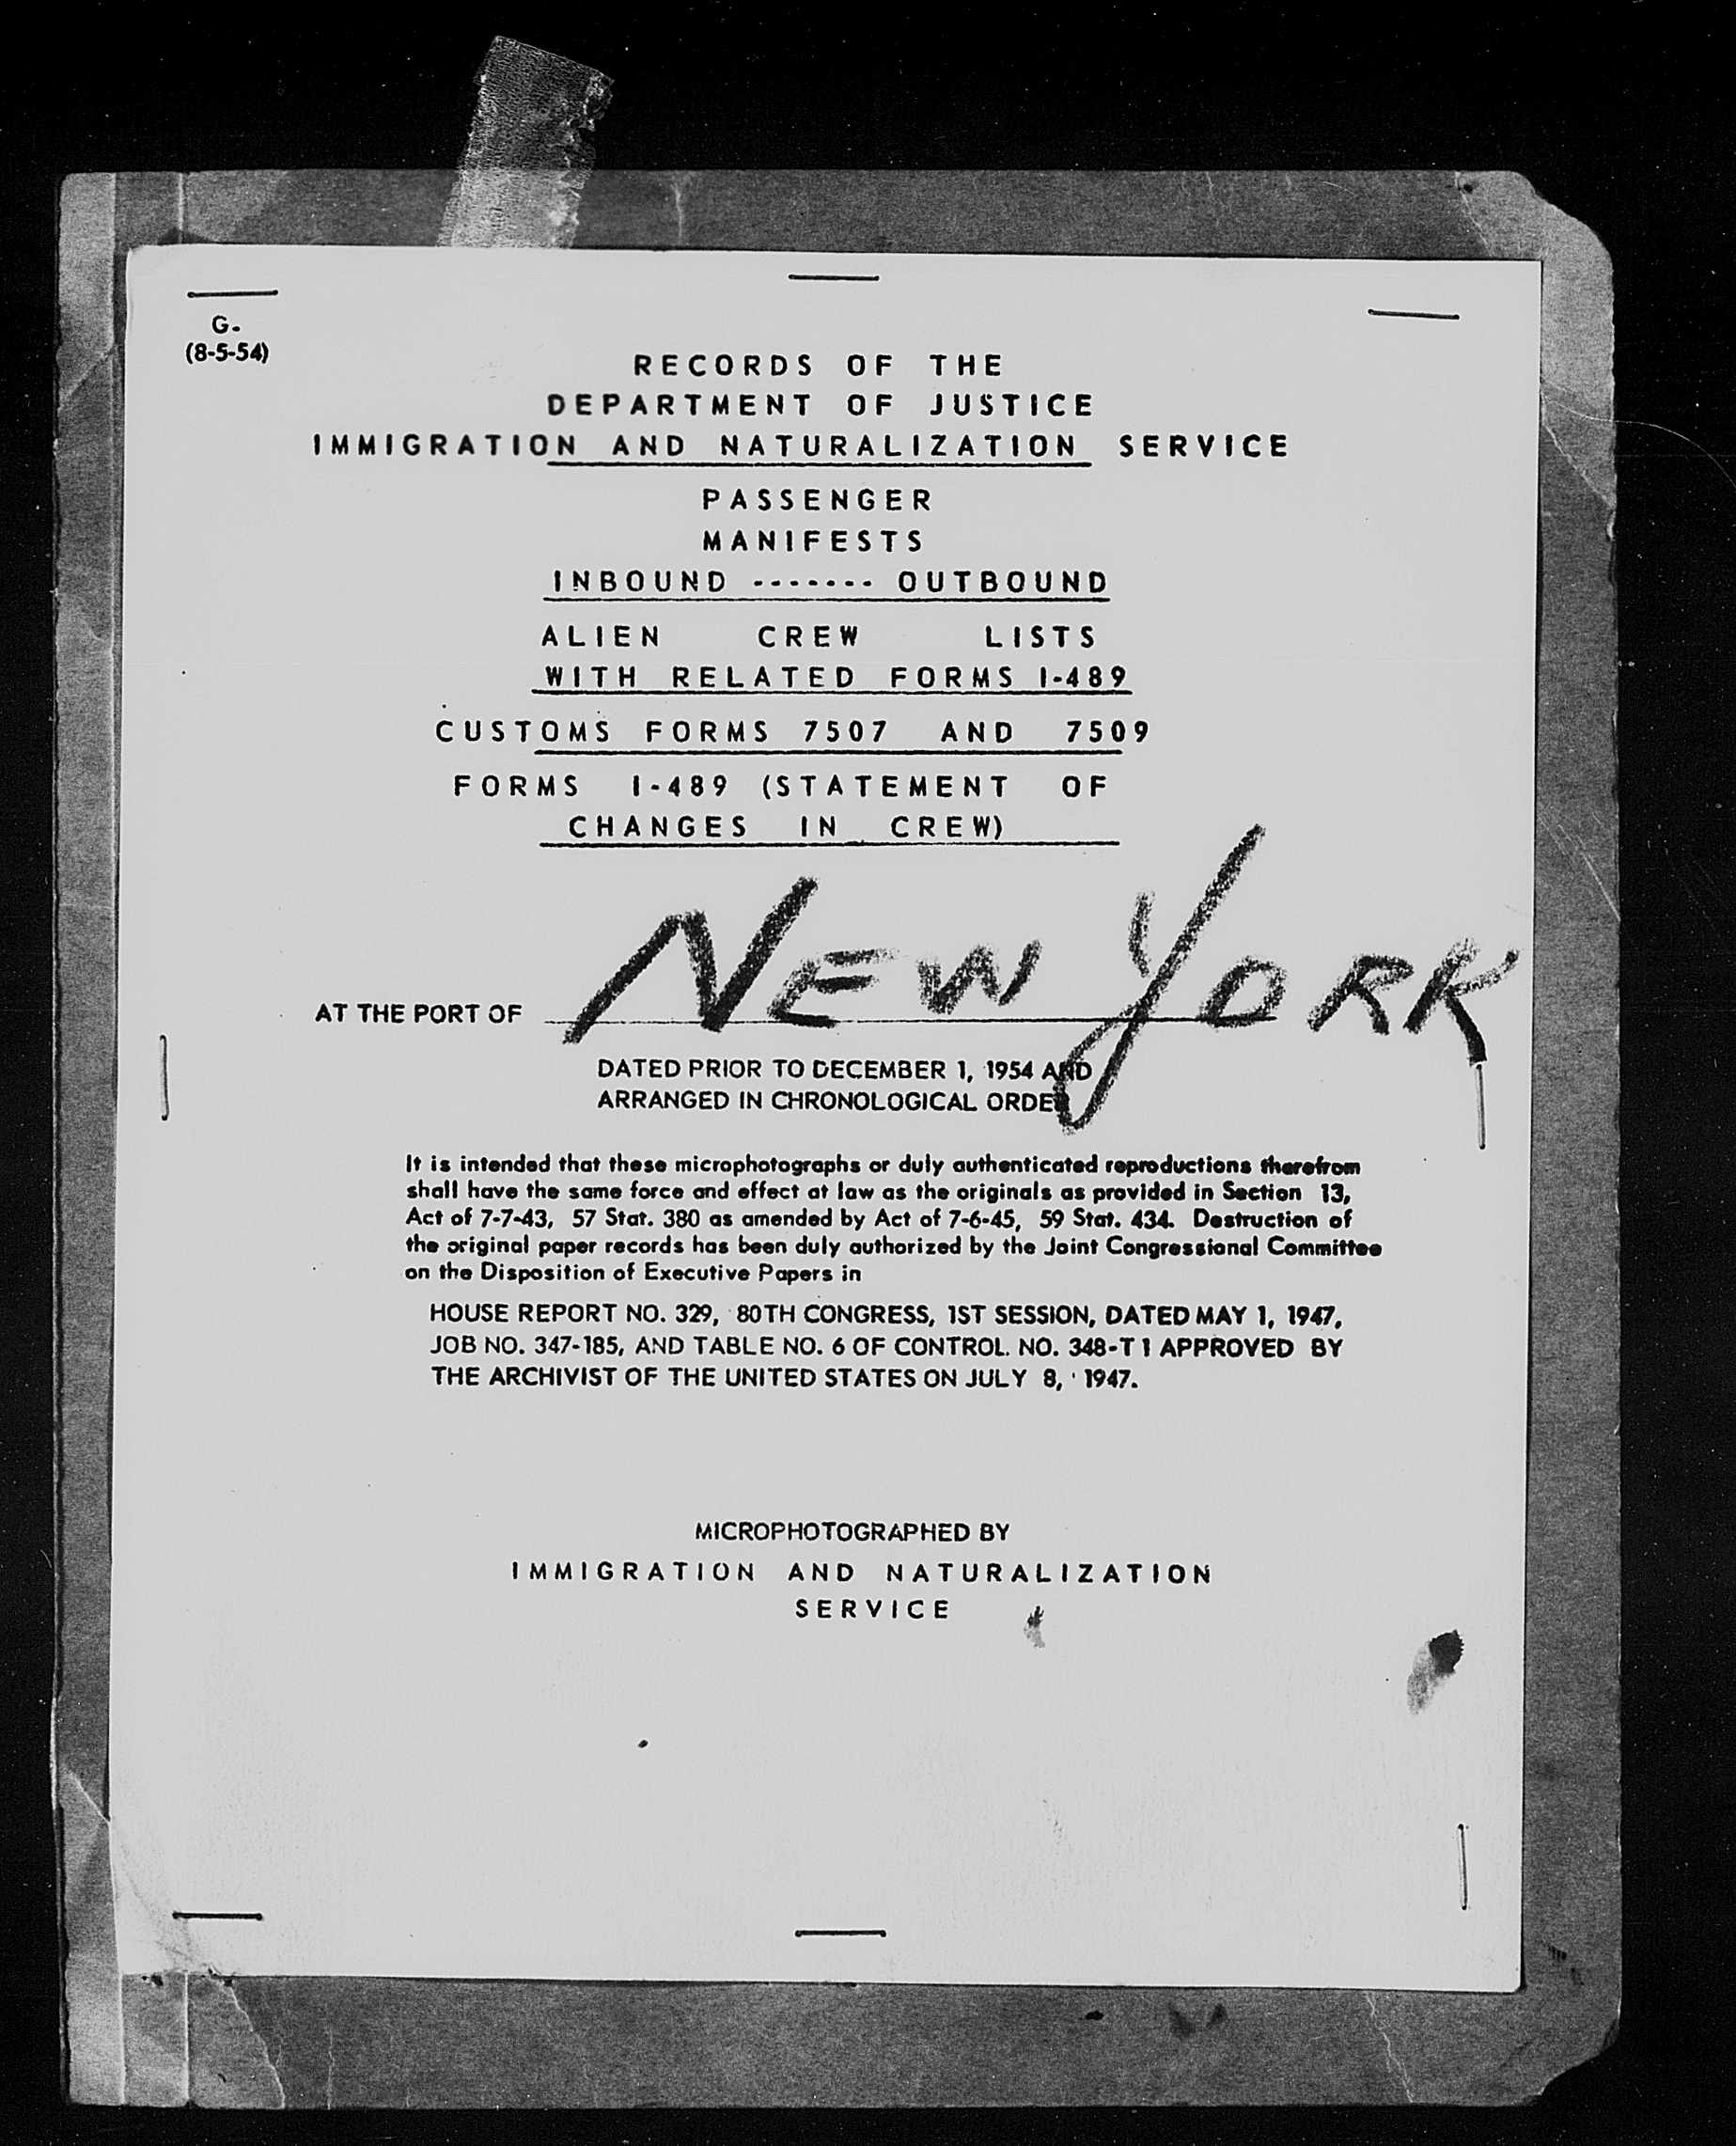 G.
(8-5-54)
RECORDS OF THE
DEPARTMENT OF JUSTICE
IMMIGRATION AND NATURALIZATION SERVICE
PASSENGER
MANIFESTS
INBOUND ------- OUTBOUND
ALIEN CREW LISTS
WITH RELATED FORMS I-489
CUSTOMS FORMS 7507 AND 7509
FORMS I-489 (STATEMENT OF
CHANGES IN CREW)
AT THE PORT OF NEW YORK
DATED PRIOR TO DECEMBER 1, 1954 AND
ARRANGED IN CHRONOLOGICAL ORDER
It is intended that these microphotographs or duly authenticated reproductions therefrom
shall have the same force and effect at law as the originals as provided in Section 13,
Act of 7-7-43, 57 Stat. 380 as amended by Act of 7-6-45, 59 Stat. 434. Destruction of
the original paper records has been duly authorized by the Joint Congressional Committee
on the Disposition of Executive Papers in
HOUSE REPORT NO. 329, 80TH CONGRESS, 1ST SESSION, DATED MAY 1, 1947,
JOB NO. 347-185, AND TABLE NO. 6 OF CONTROL NO. 348-T1 APPROVED BY
THE ARCHIVIST OF THE UNITED STATES ON JULY 8, 1947.
MICROPHOTOGRAPHED BY
IMMIGRATION AND NATURALIZATION
SERVICE